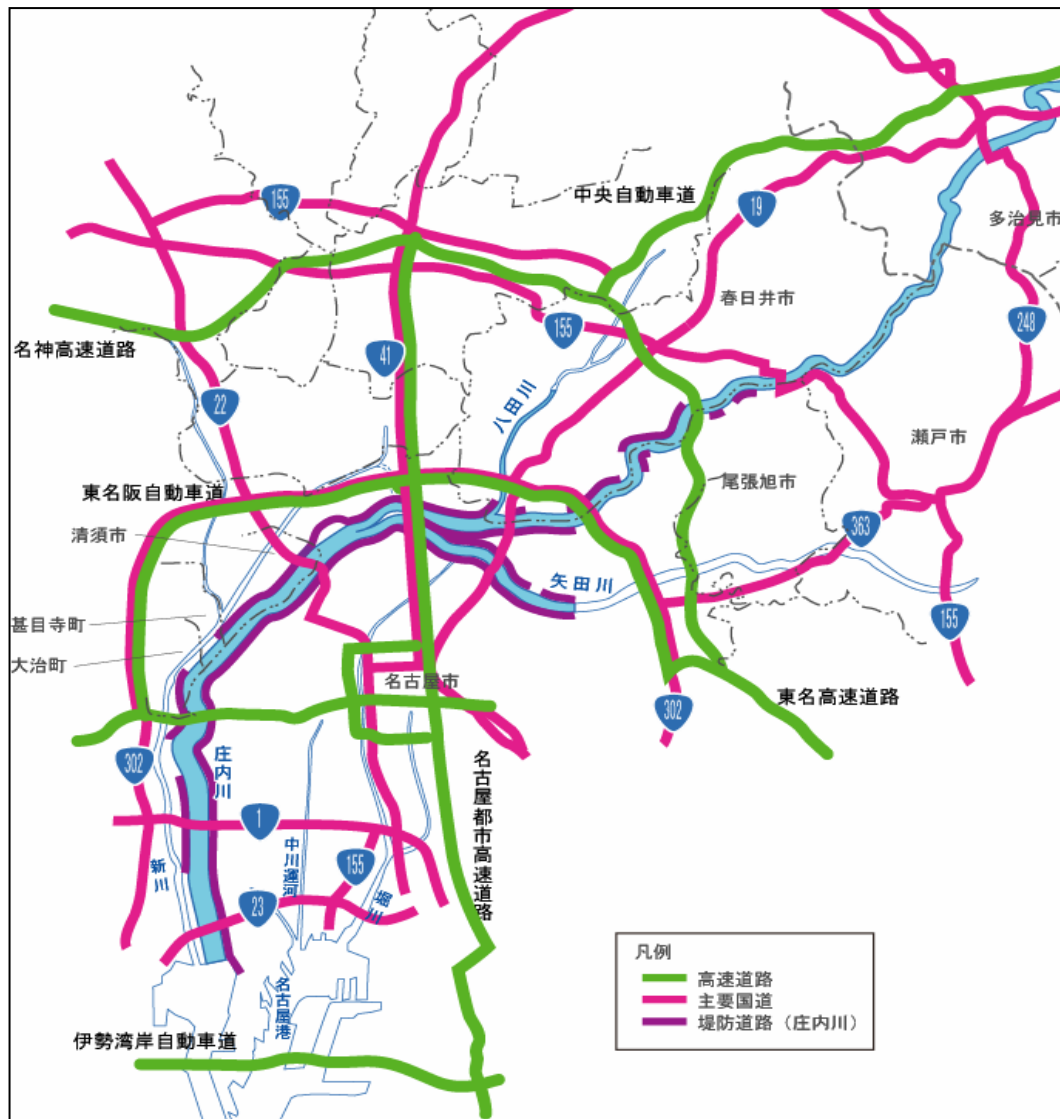 中央自動車道
155
19
多治見市
春日井市
155
248
名神高速道路
41
22
八田川
瀬戸市
東名阪自動車道
尾張旭市
清須市
363
矢田川
甚目寺町
155
大治町
名古屋市
東名高速道路
302
302
庄内川
名古屋都市高速道路
1
新川
中川運河
155
堀川
23
名古屋港
凡例
高速道路
主要国道
堤防道路（庄内川）
伊勢湾岸自動車道